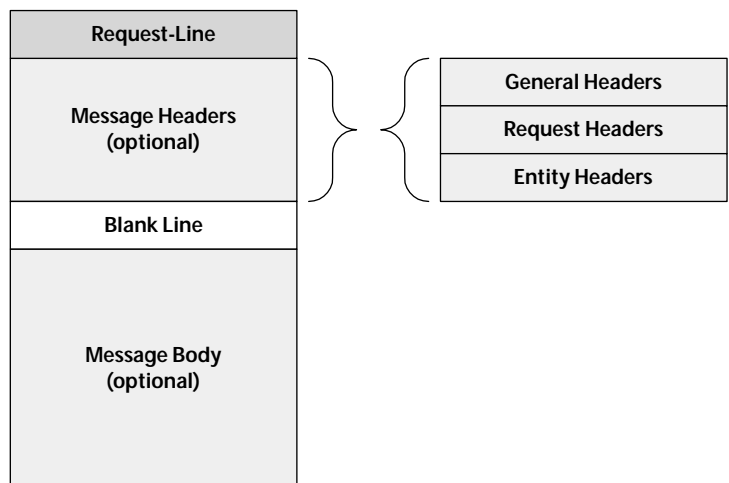 Request-Line
Message Headers
(optional)
General Headers
Request Headers
Entity Headers
Blank Line
Message Body
(optional)